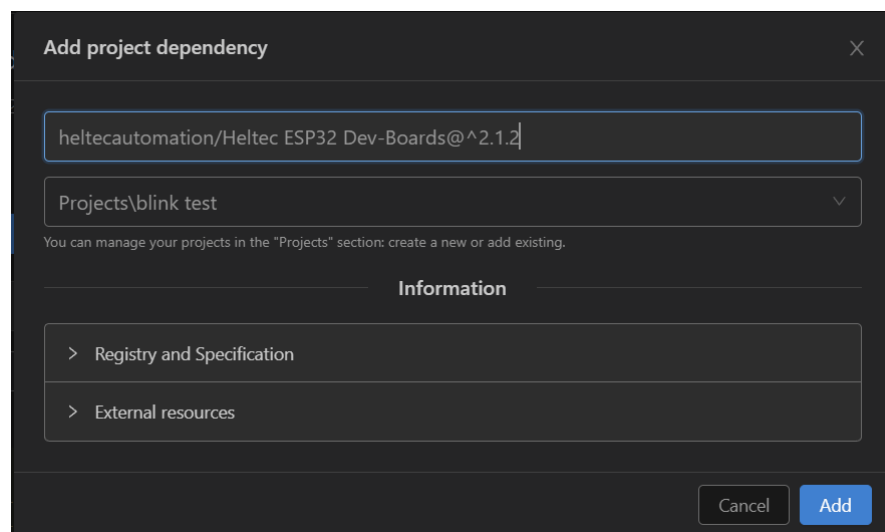 Add project dependency
heltecautomation/Heltec ESP32 Dev-Boards@^2.1.2
Projects\blink test
You can manage your projects in the "Projects" section: create a new or add existing.
Information
Registry and Specification
External resources
Cancel
Add